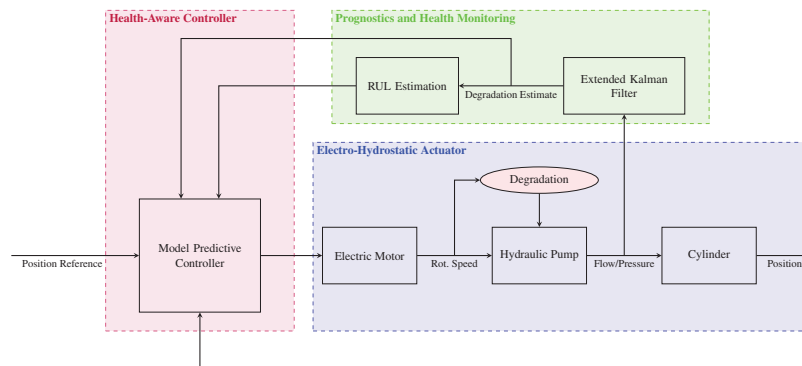 Health-Aware Controller
Prognostics and Health Monitoring
RUL Estimation
Degradation Estimate
Extended Kalman
Filter
Electro-Hydrostatic Actuator
Degradation
Position Reference
Model Predictive
Controller
Electric Motor
Rot. Speed
Hydraulic Pump
Flow/Pressure
Cylinder
Position